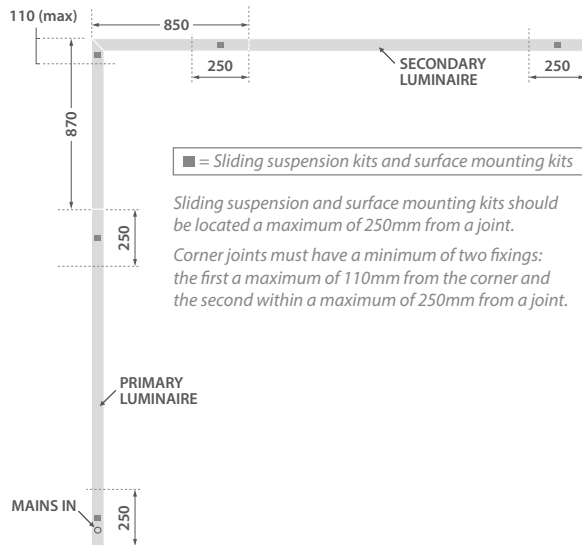 110 (max)
850
250
SECONDARY
LUMINAIRE
250
870
■ = Sliding suspension kits and surface mounting kits
Sliding suspension and surface mounting kits should
be located a maximum of 250mm from a joint.
Corner joints must have a minimum of two fixings:
the first a maximum of 110mm from the corner and
the second within a maximum of 250mm from a joint.
250
PRIMARY
LUMINAIRE
MAINS IN
250